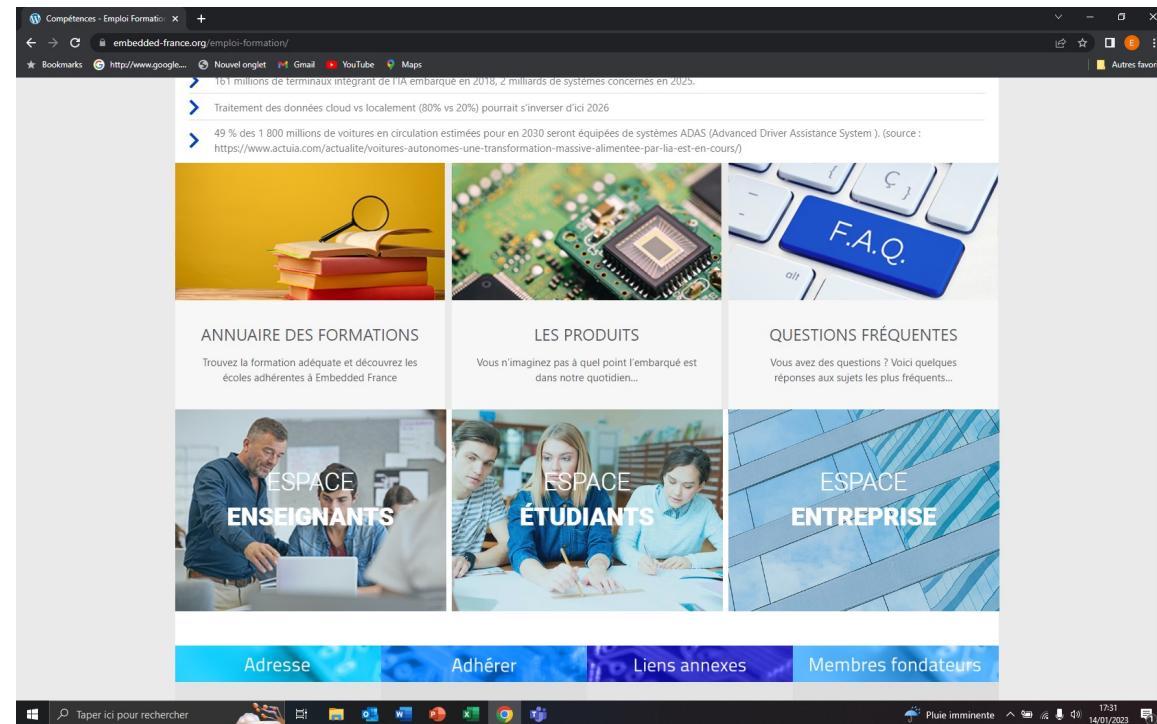 Compétences - Emploi Formation
embedded-france.org/emploi-formation/
E
Bookmarks
http://www.google....
Nouvel onglet
Gmail
YouTube
Maps
Autres favor
161 millions de terminaux intégrant de l'IA embarqué en 2018, 2 milliards de systèmes concernés en 2025.
Traitement des données cloud vs localement (80% vs 20%) pourrait s'inverser d'ici 2026
49 % des 1 800 millions de voitures en circulation estimées pour en 2030 seront équipées de systèmes ADAS (Advanced Driver Assistance System ). (source :
https://www.actuia.com/actualite/voitures-autonomes-une-transformation-massive-alimentee-par-lia-est-en-cours/)
Ç
F.A.Q.
alt
ANNUAIRE DES FORMATIONS
Trouvez la formation adéquate et découvrez les
écoles adhérentes à Embedded France
LES PRODUITS
Vous n'imaginez pas à quel point l'embarqué est
dans notre quotidien...
QUESTIONS FRÉQUENTES
Vous avez des questions ? Voici quelques
réponses aux sujets les plus fréquents...
ESPACE
ENSEIGNANTS
ESPACE
ÉTUDIANTS
ESPACE
ENTREPRISE
Adresse
Adhérer
Liens annexes
Membres fondateurs
Taper ici pour rechercher
Pluie imminente
17:31
14/01/2023